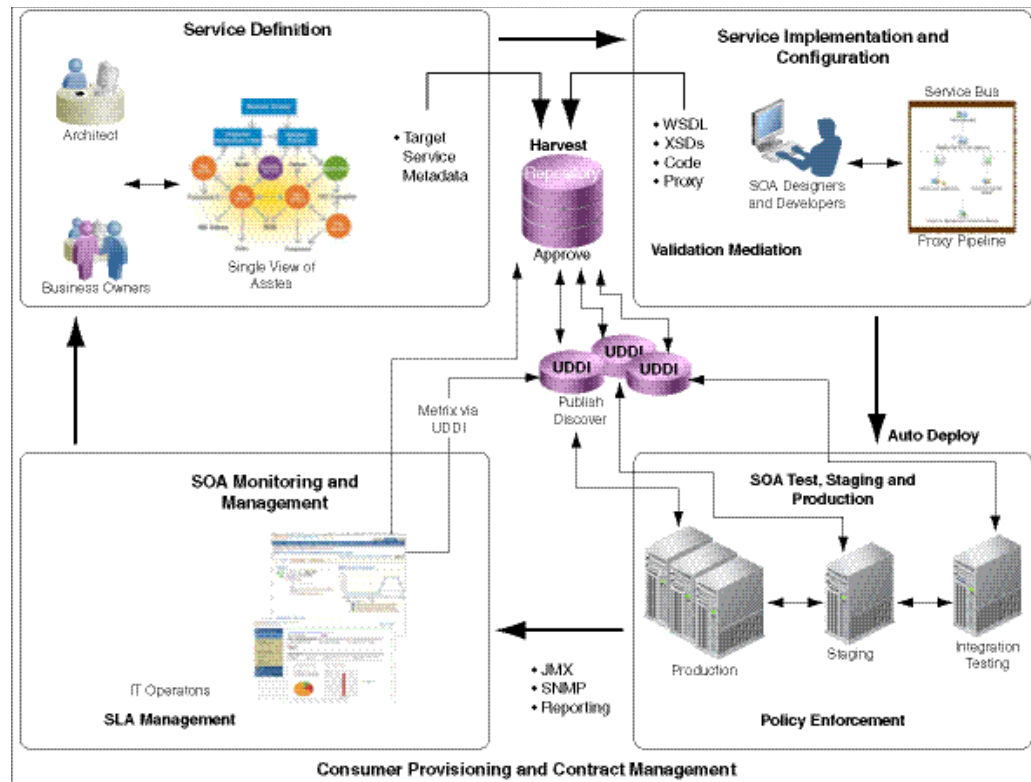 Service Definition
Architect
Business Owners
Single View of
Asstes
• Target
Service
Metadata
Harvest
Repository
Approve
Service Implementation and
Configuration
• WSDL
• XSDs
• Code
• Proxy
SOA Designers
and Developers
Service Bus
Proxy Pipeline
Validation Mediation
UDDI
UDDI
UDDI
Publish
Discover
Metrix via
UDDI
Auto Deploy
SOA Monitoring and
Management
IT Operatons
SLA Management
• JMX
• SNMP
• Reporting
SOA Test, Staging and
Production
Production
Staging
Integration
Testing
Policy Enforcement
Consumer Provisioning and Contract Management